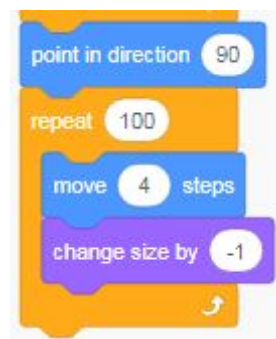 point in direction 90
repeat 100
move 4 steps
change size by -1